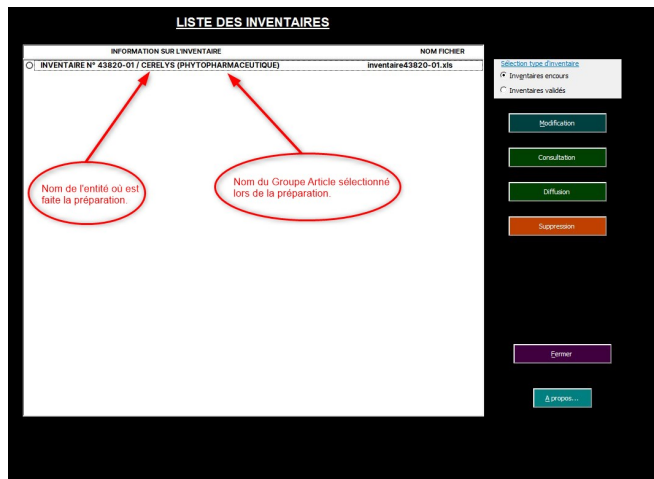 LISTE DES INVENTAIRES
INFORMATION SUR L'INVENTAIRE NOM FICHIER
INVENTAIRE N° 43820-01 / CERELYS (PHYTOPHARMACEUTIQUE) inventaire43820-01.xls
Sélection type d'inventaire
Inventaires encours
Inventaires validés
Modification
Consultation
Nom de l'entité où est
faite la préparation.
Nom du Groupe Article sélectionné
lors de la préparation.
Diffusion
Suppression
Fermer
A propos...